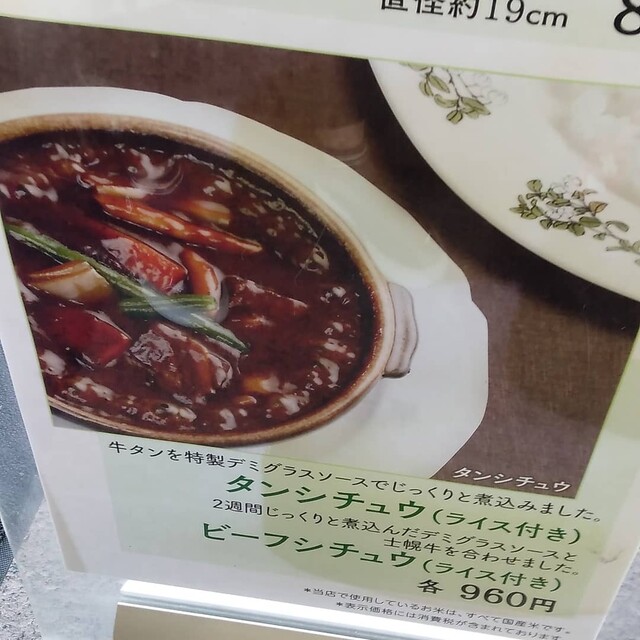 直径約19cm
タンシチュウ
牛タンを特製デミグラスソースでじっくりと煮込みました。
タンシチュウ(ライス付き)
2週間じっくりと煮込んだデミグラスソースと
士幌牛を合わせました。
ビーフシチュウ(ライス付き)
各 960円
*当店で使用しているお米は、すべて国産米です。
*表示価格には消費税が含まれております。